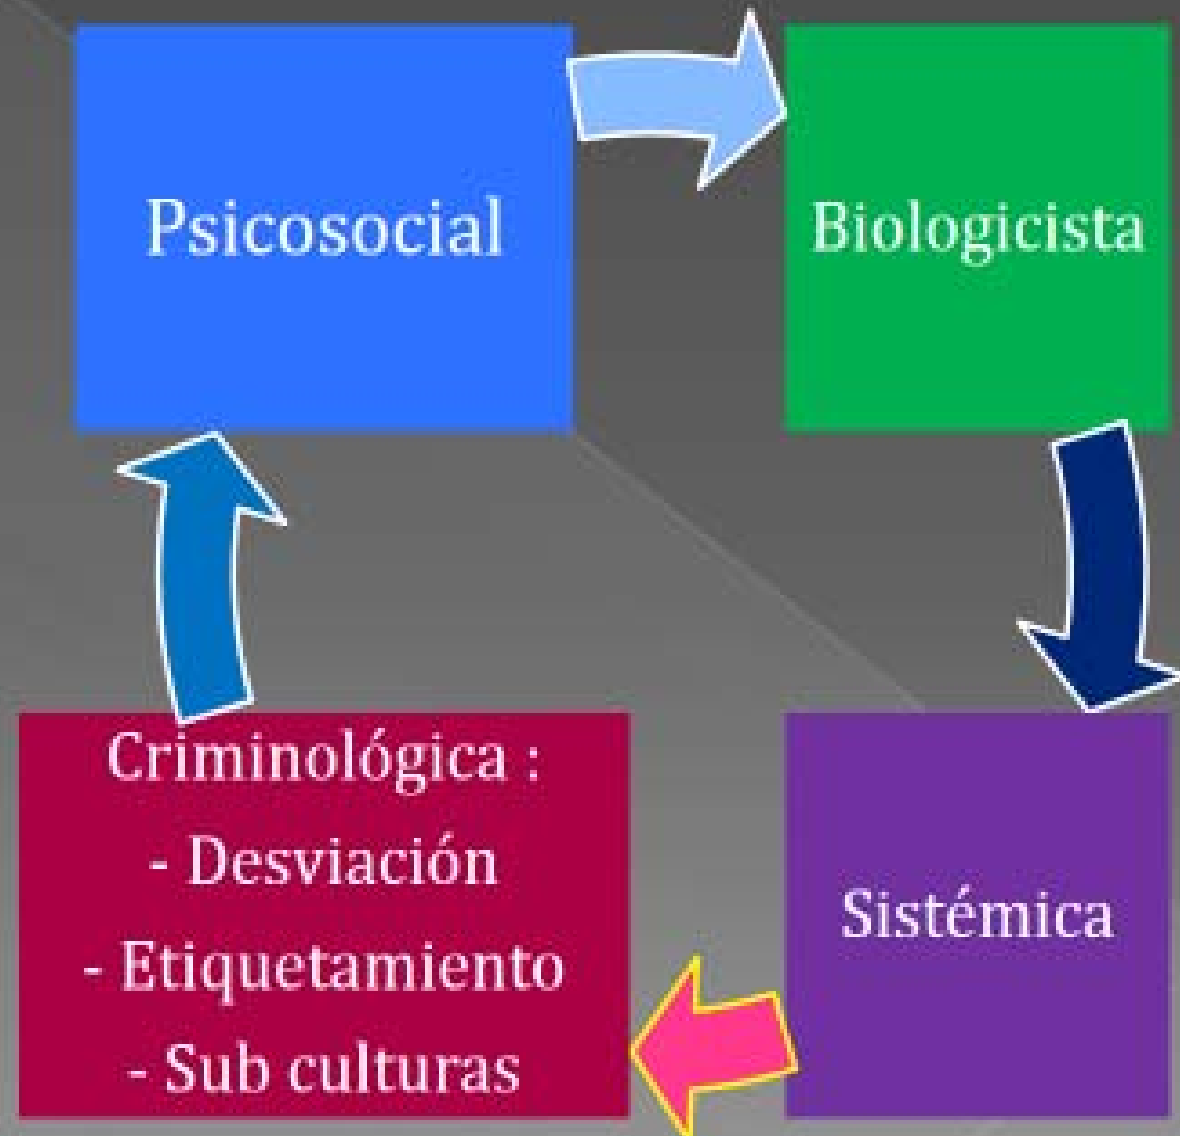 Psicosocial
Biologicista
Criminológica :
- Desviación
- Etiquetamiento
- Sub culturas
Sistémica